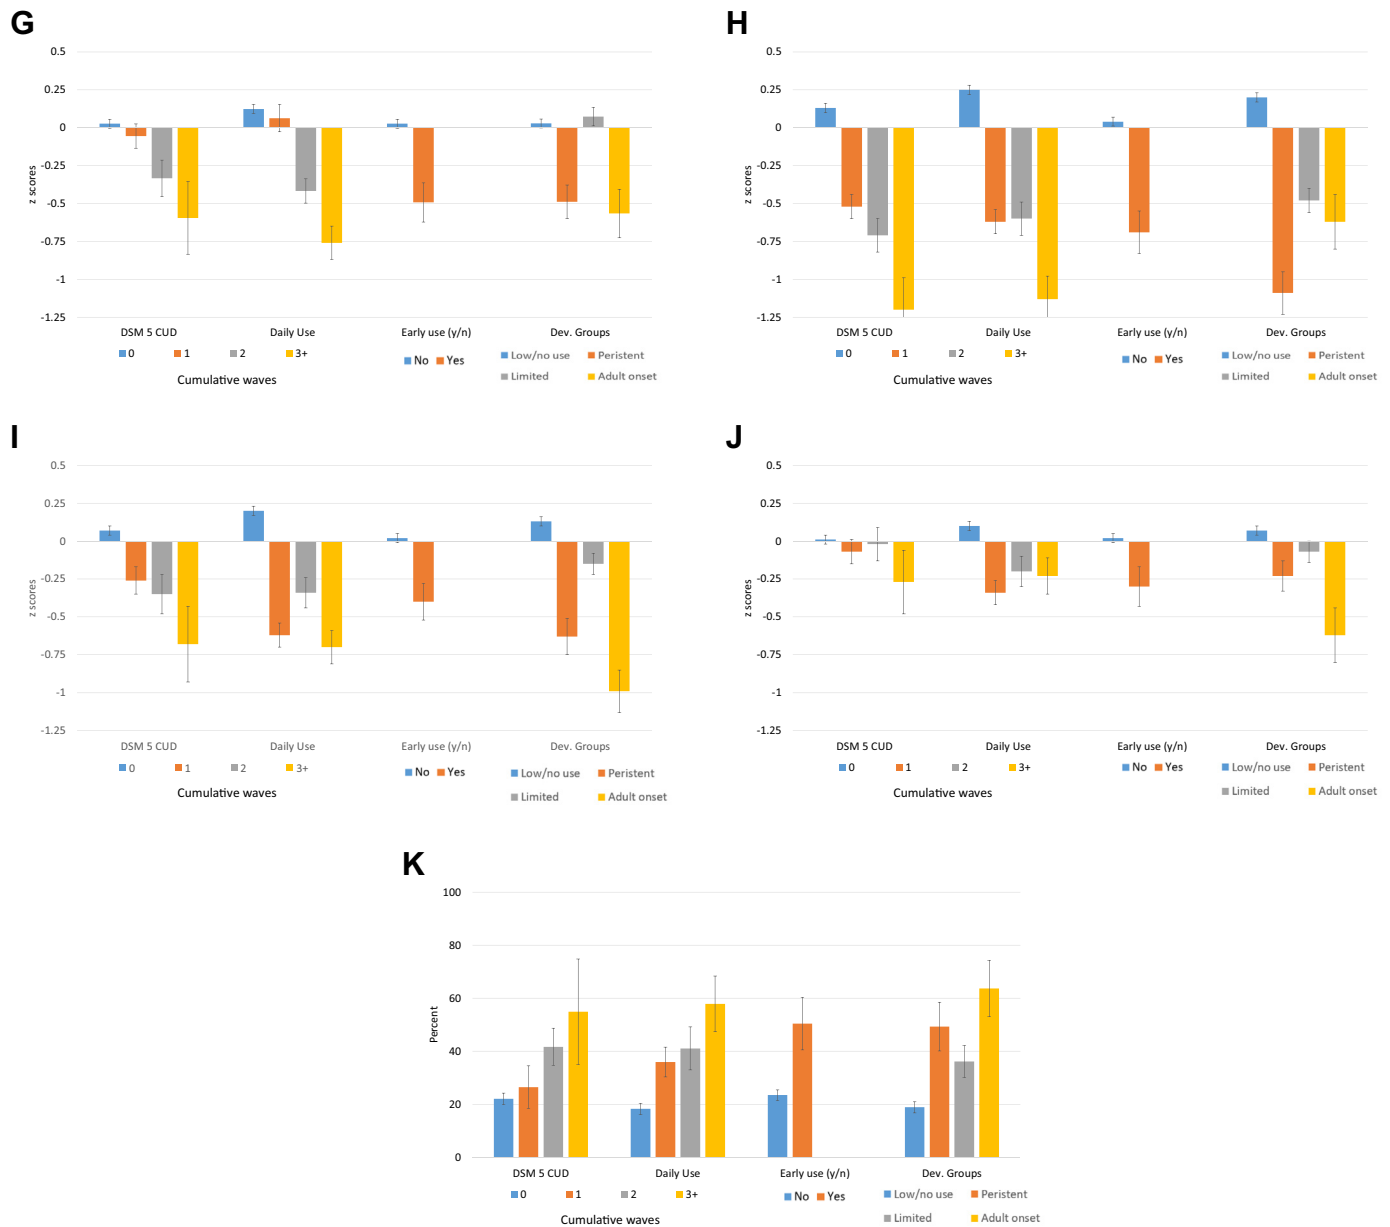 G
0.5
0.25
0
-0.25
-0.5
-0.75
-1
-1.25
z scores
DSM 5 CUD Daily Use Early use (y/n) Dev. Groups
0 1 2 3+ No Yes Low/no use Peristent
Limited Adult onset
Cumulative waves
H
0.5
0.25
0
-0.25
-0.5
-0.75
-1
-1.25
z scores
DSM 5 CUD Daily Use Early use (y/n) Dev. Groups
0 1 2 3+ No Yes Low/no use Peristent
Limited Adult onset
Cumulative waves
I
0.5
0.25
0
-0.25
-0.5
-0.75
-1
-1.25
z scores
DSM 5 CUD Daily Use Early use (y/n) Dev. Groups
0 1 2 3+ No Yes Low/no use Peristent
Cumulative waves Limited Adult onset
J
0.5
0.25
0
-0.25
-0.5
-0.75
-1
-1.25
z scores
DSM 5 CUD Daily Use Early use (y/n) Dev. Groups
0 1 2 3+ No Yes Low/no use Peristent
Cumulative waves Limited Adult onset
K
100
80
60
40
20
0
Percent
DSM 5 CUD Daily Use Early use (y/n) Dev. Groups
0 1 2 3+ No Yes Low/no use Peristent
Cumulative waves Limited Adult onset